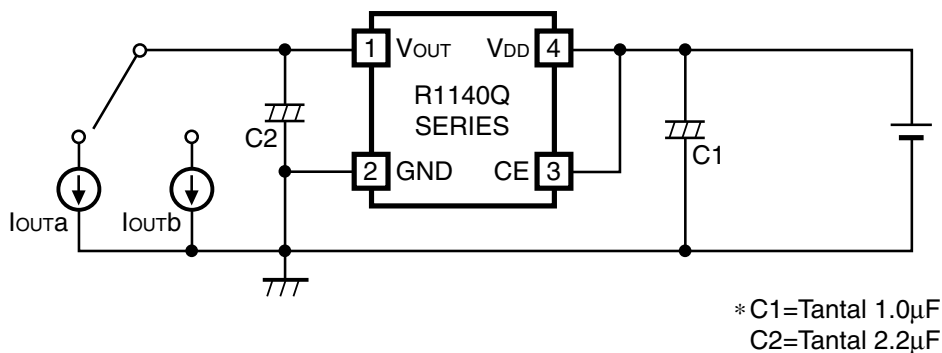 1 VOUT VDD 4
R1140Q
SERIES
C2
C1
2 GND CE 3
IOUTa IOUTb
*C1=Tantal 1.0μF
C2=Tantal 2.2μF